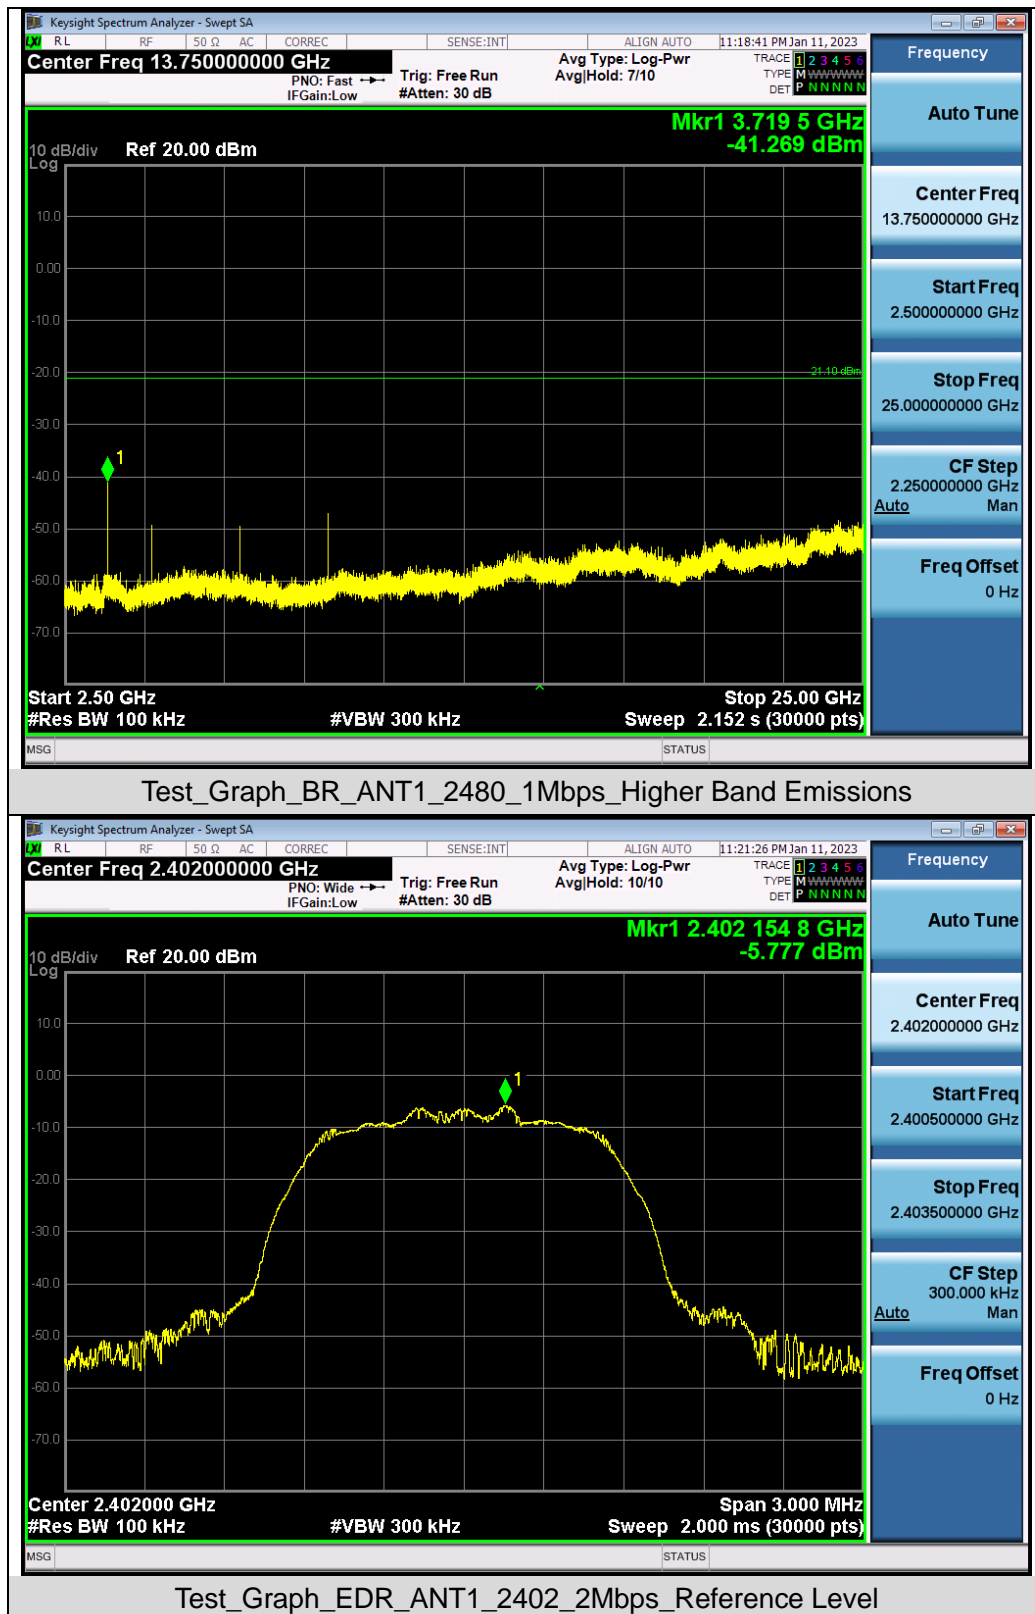 Keysight Spectrum Analyzer - Swept SA
LXI RL RF 50 Ω AC CORREC SENSE:INT ALIGN AUTO 11:18:41 PM Jan 11, 2023
Center Freq 13.750000000 GHz
PNO: Fast
IFGain:Low
Trig: Free Run
#Atten: 30 dB
Avg Type: Log-Pwr
Avg|Hold: 7/10
TRACE 1 2 3 4 5 6
TYPE M W W W W W
DET P N N N N N
Mkr1 3.719 5 GHz
-41.269 dBm
10 dB/div Ref 20.00 dBm
Log
10.0
0.00
-10.0
-20.0
-21.10 dBm
-30.0
1
-40.0
-50.0
-60.0
-70.0
Start 2.50 GHz Stop 25.00 GHz
#Res BW 100 kHz #VBW 300 kHz Sweep 2.152 s (30000 pts)
MSG STATUS
Frequency
Auto Tune
Center Freq
13.750000000 GHz
Start Freq
2.500000000 GHz
Stop Freq
25.000000000 GHz
CF Step
2.250000000 GHz
Auto Man
Freq Offset
0 Hz
Test_Graph_BR_ANT1_2480_1Mbps_Higher Band Emissions
Keysight Spectrum Analyzer - Swept SA
LXI RL RF 50 Ω AC CORREC SENSE:INT ALIGN AUTO 11:21:26 PM Jan 11, 2023
Center Freq 2.402000000 GHz
PNO: Wide
IFGain:Low
Trig: Free Run
#Atten: 30 dB
Avg Type: Log-Pwr
Avg|Hold: 10/10
TRACE 1 2 3 4 5 6
TYPE M W W W W W
DET P N N N N N
Mkr1 2.402 154 8 GHz
-5.777 dBm
10 dB/div Ref 20.00 dBm
Log
10.0
0.00
1
-10.0
-20.0
-30.0
-40.0
-50.0
-60.0
-70.0
Center 2.402000 GHz Span 3.000 MHz
#Res BW 100 kHz #VBW 300 kHz Sweep 2.000 ms (30000 pts)
MSG STATUS
Frequency
Auto Tune
Center Freq
2.402000000 GHz
Start Freq
2.400500000 GHz
Stop Freq
2.403500000 GHz
CF Step
300.000 kHz
Auto Man
Freq Offset
0 Hz
Test_Graph_EDR_ANT1_2402_2Mbps_Reference Level